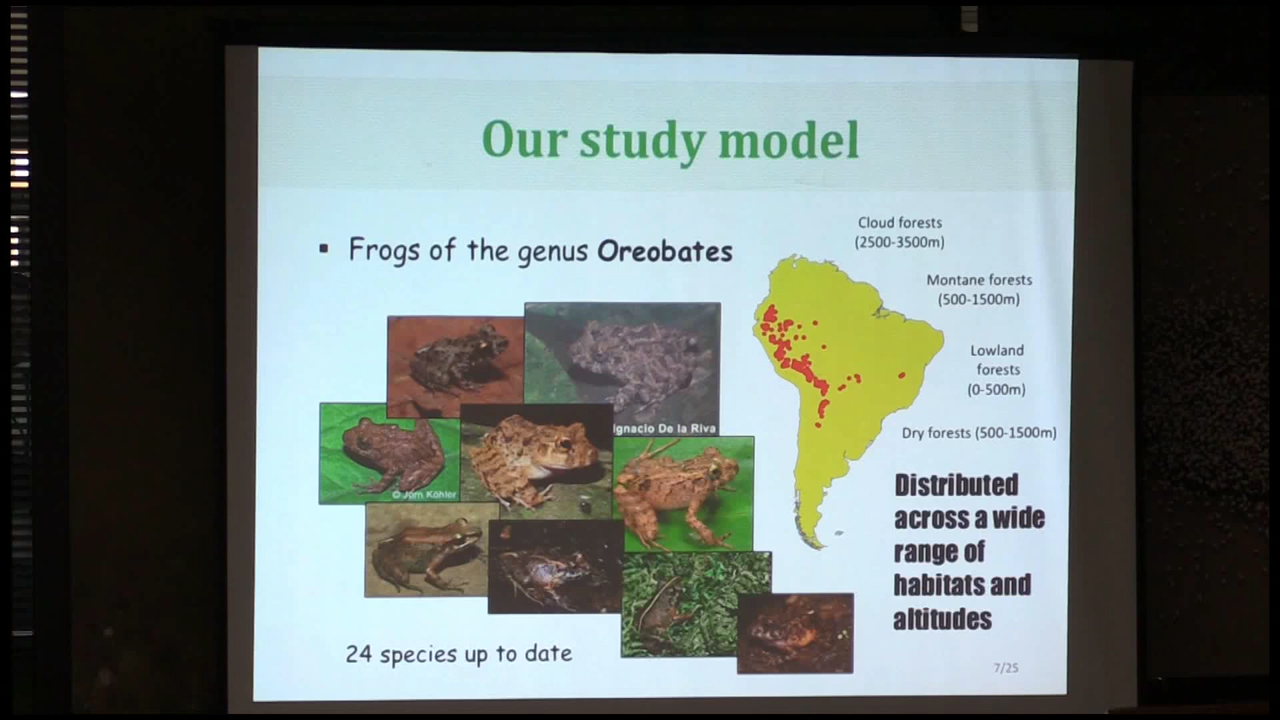 Our study model
▪ Frogs of the genus Oreobates
Cloud forests
(2500-3500m)
Montane forests
(500-1500m)
Lowland
forests
(0-500m)
Dry forests (500-1500m)
Ignacio De la Riva
© Jörn Köhler
Distributed
across a wide
range of
habitats and
altitudes
24 species up to date
7/25